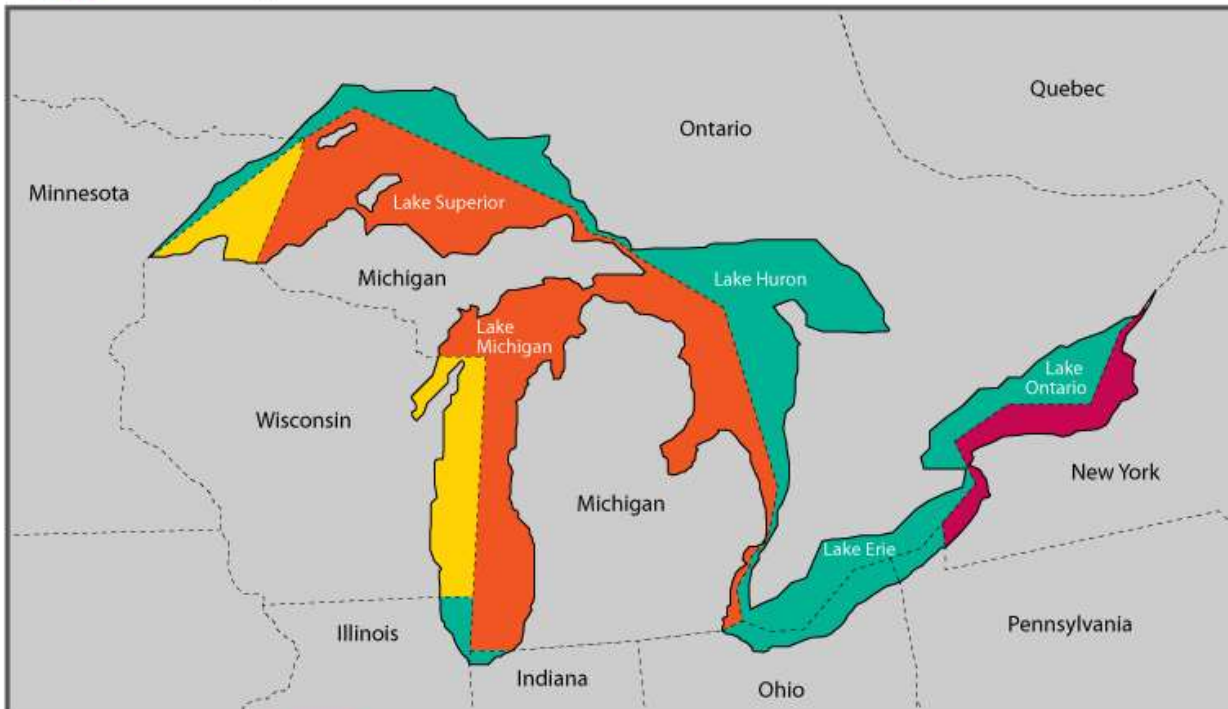 Quebec
Ontario
Minnesota
Lake Superior
Michigan
Lake Huron
Lake
Michigan
Lake
Ontario
Wisconsin
New York
Michigan
Lake Erie
Illinois
Pennsylvania
Indiana
Ohio